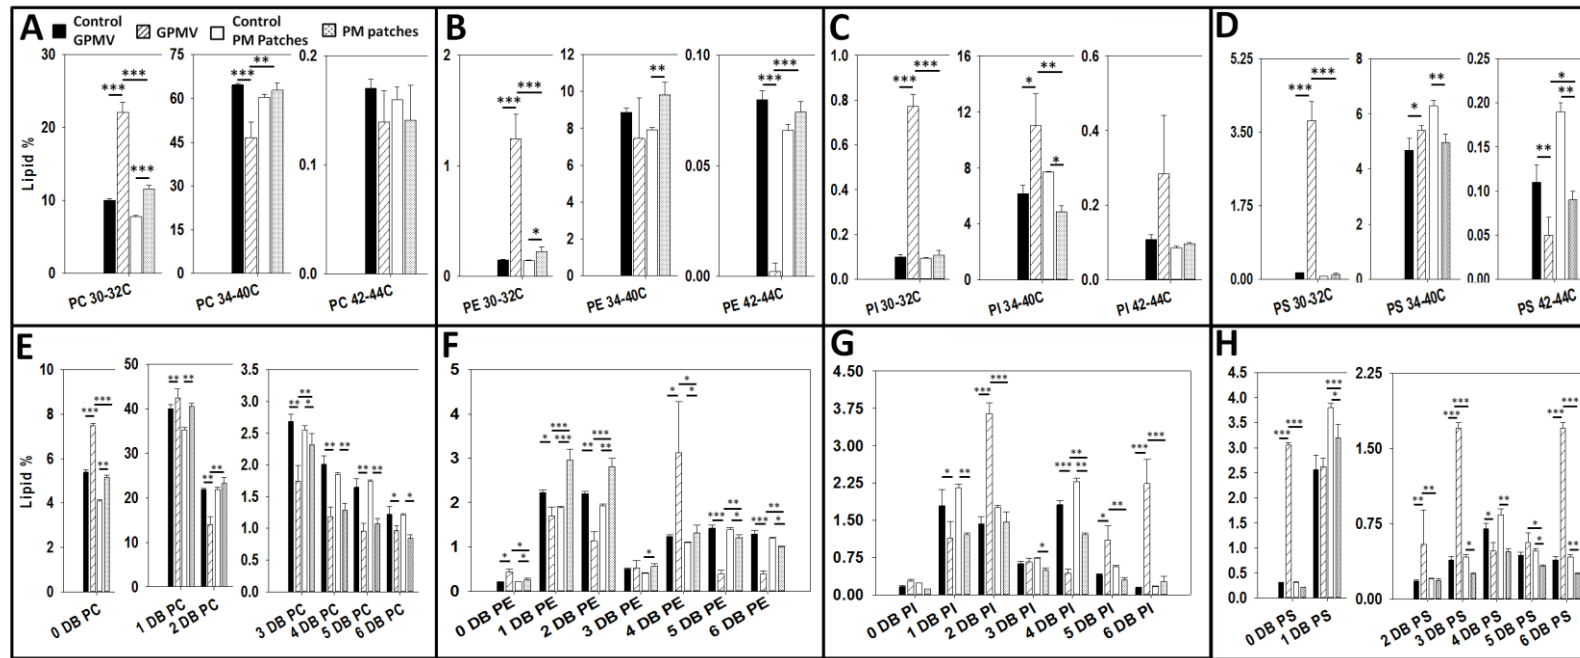 A
Control GPMV
GPMV
Control PM Patches
PM patches
Lipid %
30
20
10
0
75
60
45
30
15
0
0.2
0.1
0.0
PC 30-32C
PC 34-40C
PC 42-44C
B
2
1
0
12
10
8
6
4
2
0
0.10
0.05
0.00
PE 30-32C
PE 34-40C
PE 42-44C
C
1.0
0.8
0.6
0.4
0.2
0.0
16
12
8
4
0
0.6
0.4
0.2
0.0
PI 30-32C
PI 34-40C
PI 42-44C
D
5.25
3.50
1.75
0.00
8
6
4
2
0
0.25
0.20
0.15
0.10
0.05
0.00
PS 30-32C
PS 34-40C
PS 42-44C
E
Lipid %
10
8
6
4
2
0
50
40
30
20
10
0
3.5
3.0
2.5
2.0
1.5
1.0
0.5
0.0
0 DB PC
1 DB PC
2 DB PC
3 DB PC
4 DB PC
5 DB PC
6 DB PC
F
5
4
3
2
1
0
0 DB PE
1 DB PE
2 DB PE
3 DB PE
4 DB PE
5 DB PE
6 DB PE
G
4.50
3.75
3.00
2.25
1.50
0.75
0.00
0 DB PI
1 DB PI
2 DB PI
3 DB PI
4 DB PI
5 DB PI
6 DB PI
H
4.5
4.0
3.5
3.0
2.5
2.0
1.5
1.0
0.5
0.0
2.25
1.50
0.75
0.00
0 DB PS
1 DB PS
2 DB PS
3 DB PS
4 DB PS
5 DB PS
6 DB PS